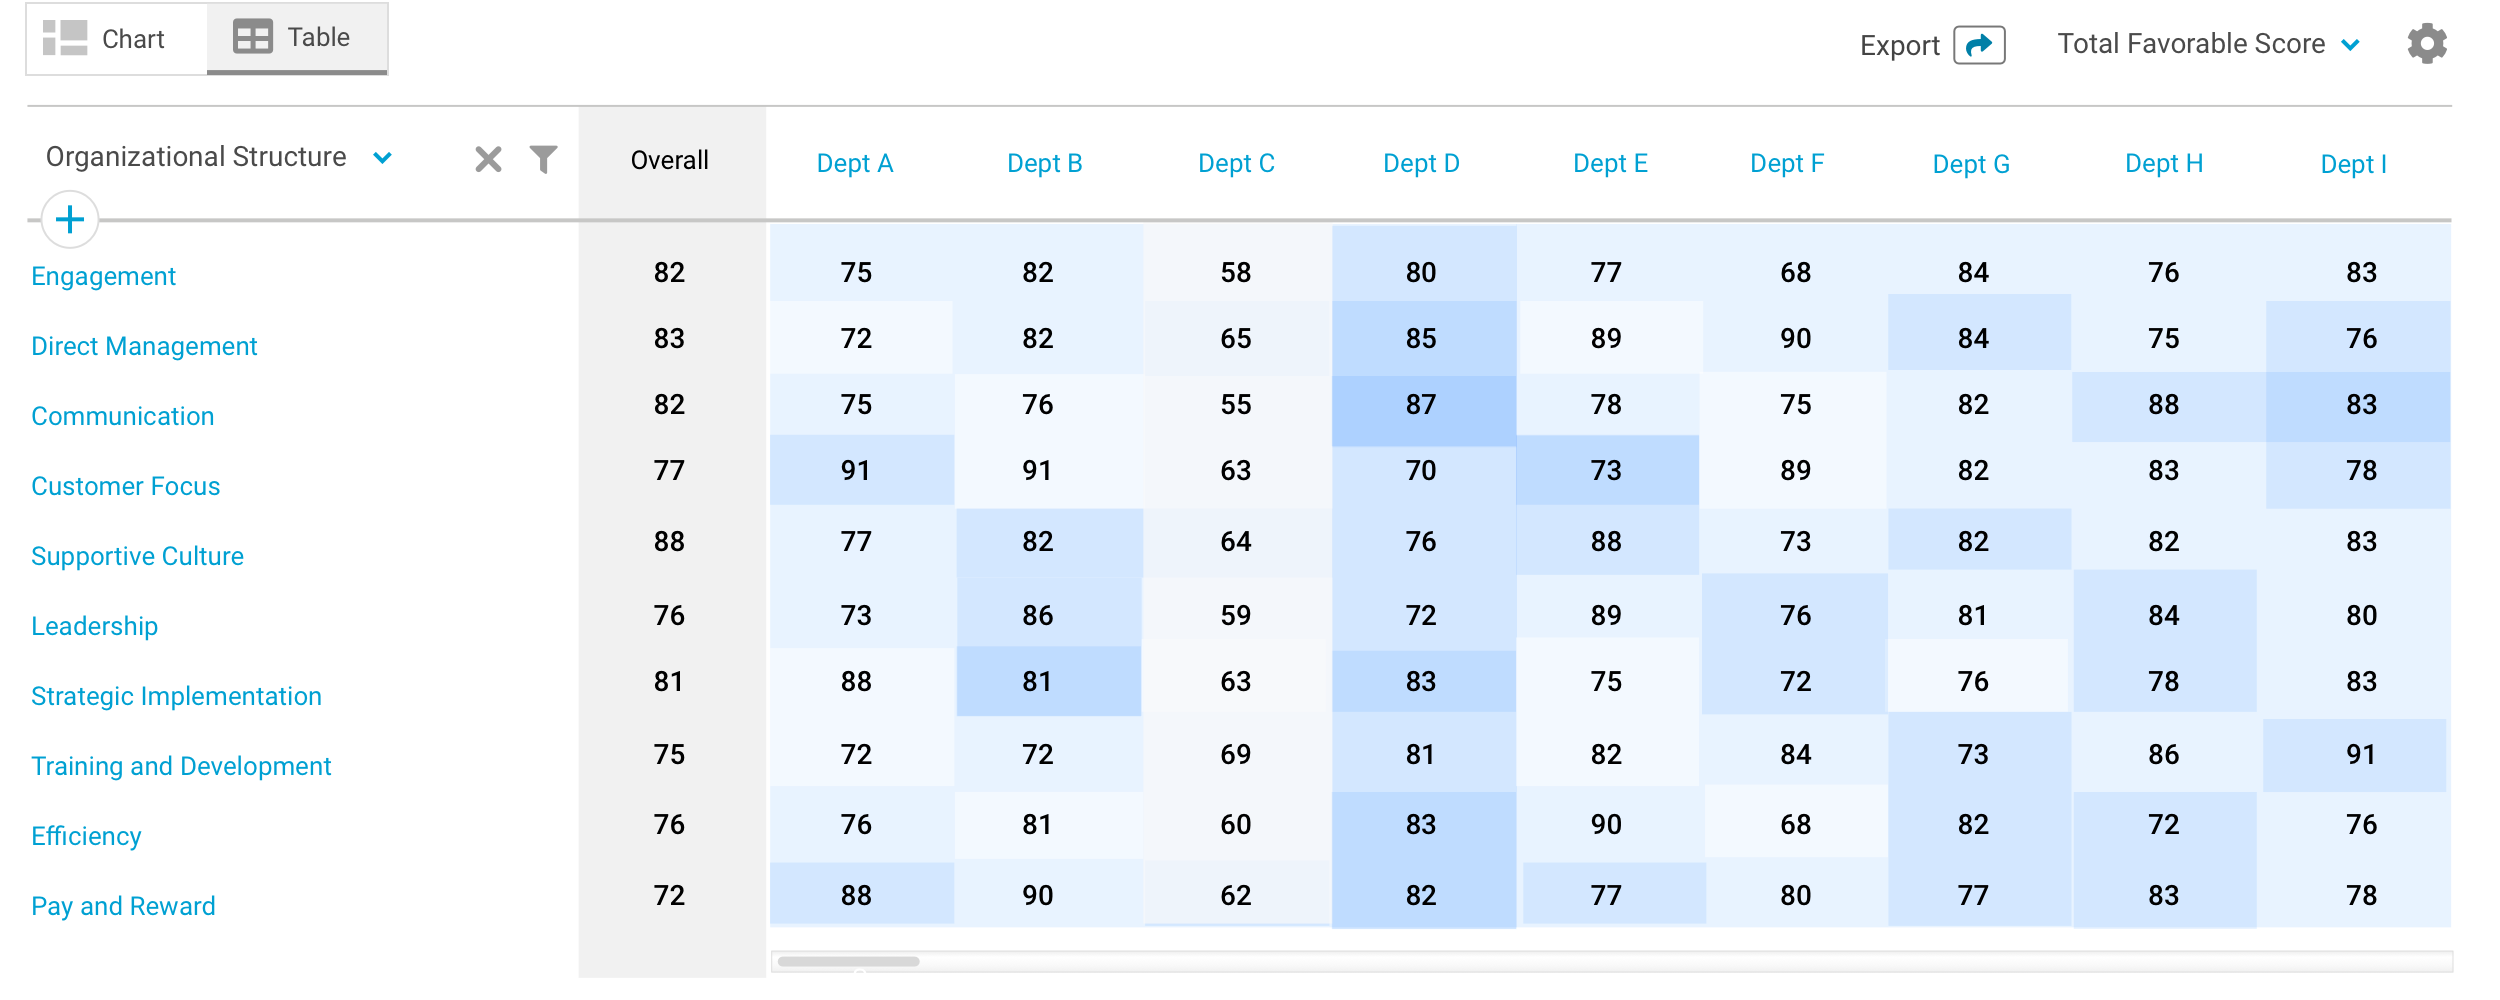 Chart Table Export Total Favorable Score
Organizational Structure Overall Dept A Dept B Dept C Dept D Dept E Dept F Dept G Dept H Dept I
Engagement 82 75 82 58 80 77 68 84 76 83
Direct Management 83 72 82 65 85 89 90 84 75 76
Communication 82 75 76 55 87 78 75 82 88 83
Customer Focus 77 91 91 63 70 73 89 82 83 78
Supportive Culture 88 77 82 64 76 88 73 82 82 83
Leadership 76 73 86 59 72 89 76 81 84 80
Strategic Implementation 81 88 81 63 83 75 72 76 78 83
Training and Development 75 72 72 69 81 82 84 73 86 91
Efficiency 76 76 81 60 83 90 68 82 72 76
Pay and Reward 72 88 90 62 82 77 80 77 83 78